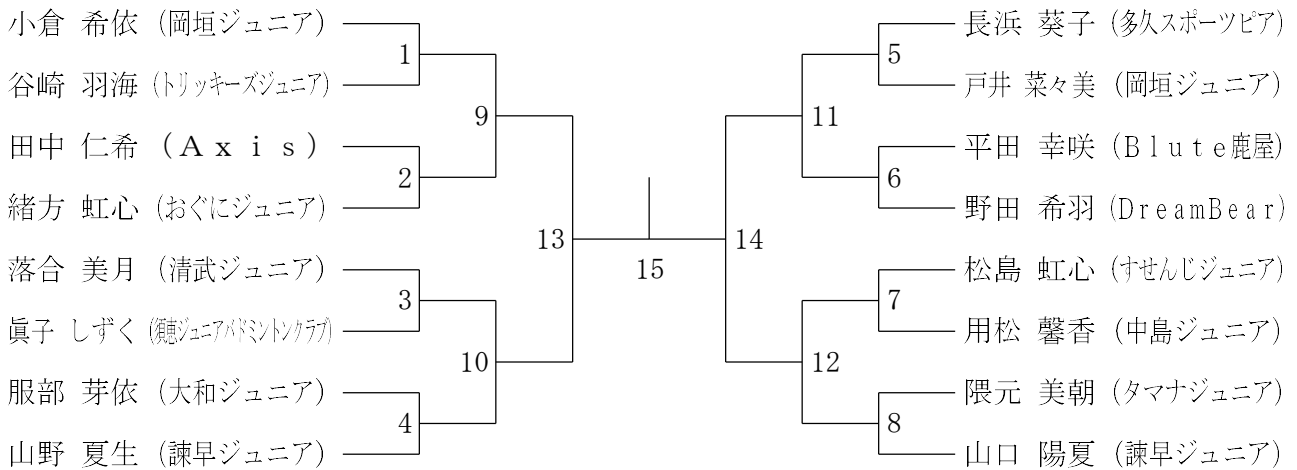 小倉 希依 (岡垣ジュニア)
谷崎 羽海 (トリッキーズジュニア)
田中 仁希 (Ａｘｉｓ)
緒方 虹心 (おぐにジュニア)
落合 美月 (清武ジュニア)
眞子 しずく (須恵ジュニアバドミントンクラブ)
服部 芽依 (大和ジュニア)
山野 夏生 (諫早ジュニア)
1
2
3
4
9
10
13
15
14
11
12
5
6
7
8
長浜 葵子 (多久スポーツピア)
戸井 菜々美 (岡垣ジュニア)
平田 幸咲 (Ｂｌｕｔｅ鹿屋)
野田 希羽 (ＤｒｅａｍＢｅａｒ)
松島 虹心 (すせんじジュニア)
用松 馨香 (中島ジュニア)
隈元 美朝 (タマナジュニア)
山口 陽夏 (諫早ジュニア)